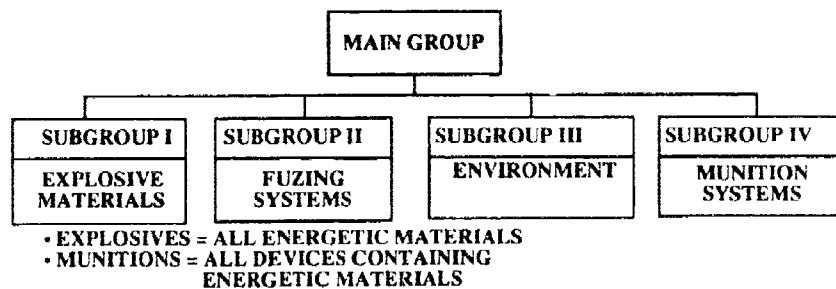 MAIN GROUP
SUBGROUP I
EXPLOSIVE
MATERIALS
SUBGROUP II
FUZING
SYSTEMS
SUBGROUP III
ENVIRONMENT
SUBGROUP IV
MUNITION
SYSTEMS
• EXPLOSIVES = ALL ENERGETIC MATERIALS
• MUNITIONS = ALL DEVICES CONTAINING
ENERGETIC MATERIALS